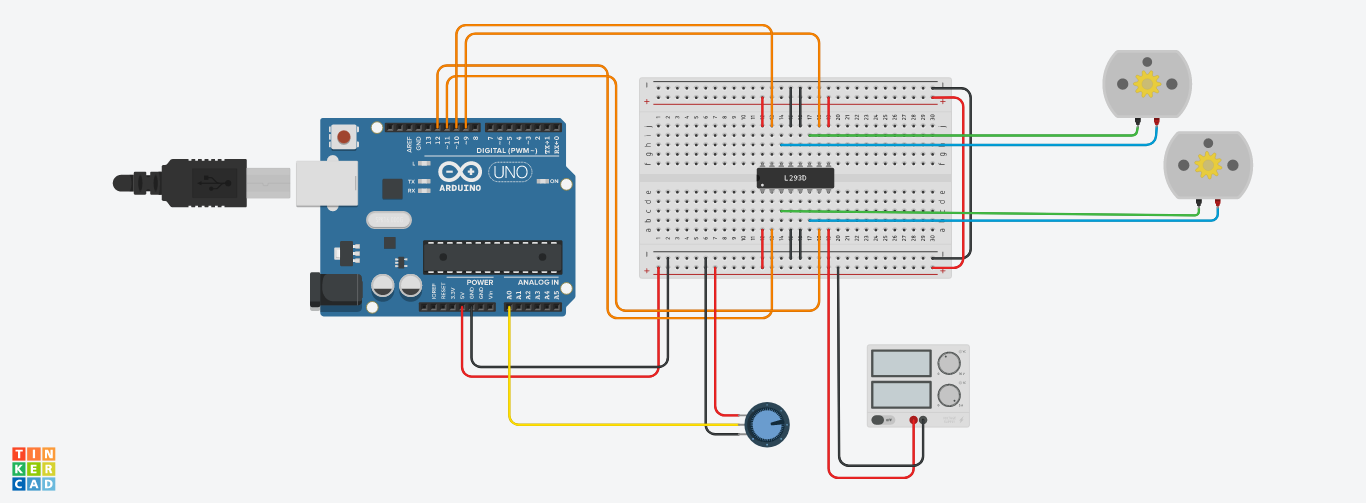 AREF
GND
13
12
~11
~10
~9
8
7
~6
~5
4
~3
2
TX→1
RX←0
DIGITAL (PWM~)
L
TX
RX
ARDUINO
UNO
ON
L293D
POWER
ANALOG IN
IOREF
RESET
3.3V
5V
GND
GND
Vin
A0
A1
A2
A3
A4
A5
j
h
g
f
e
d
c
b
a
OFF
TIN
KER
CAD